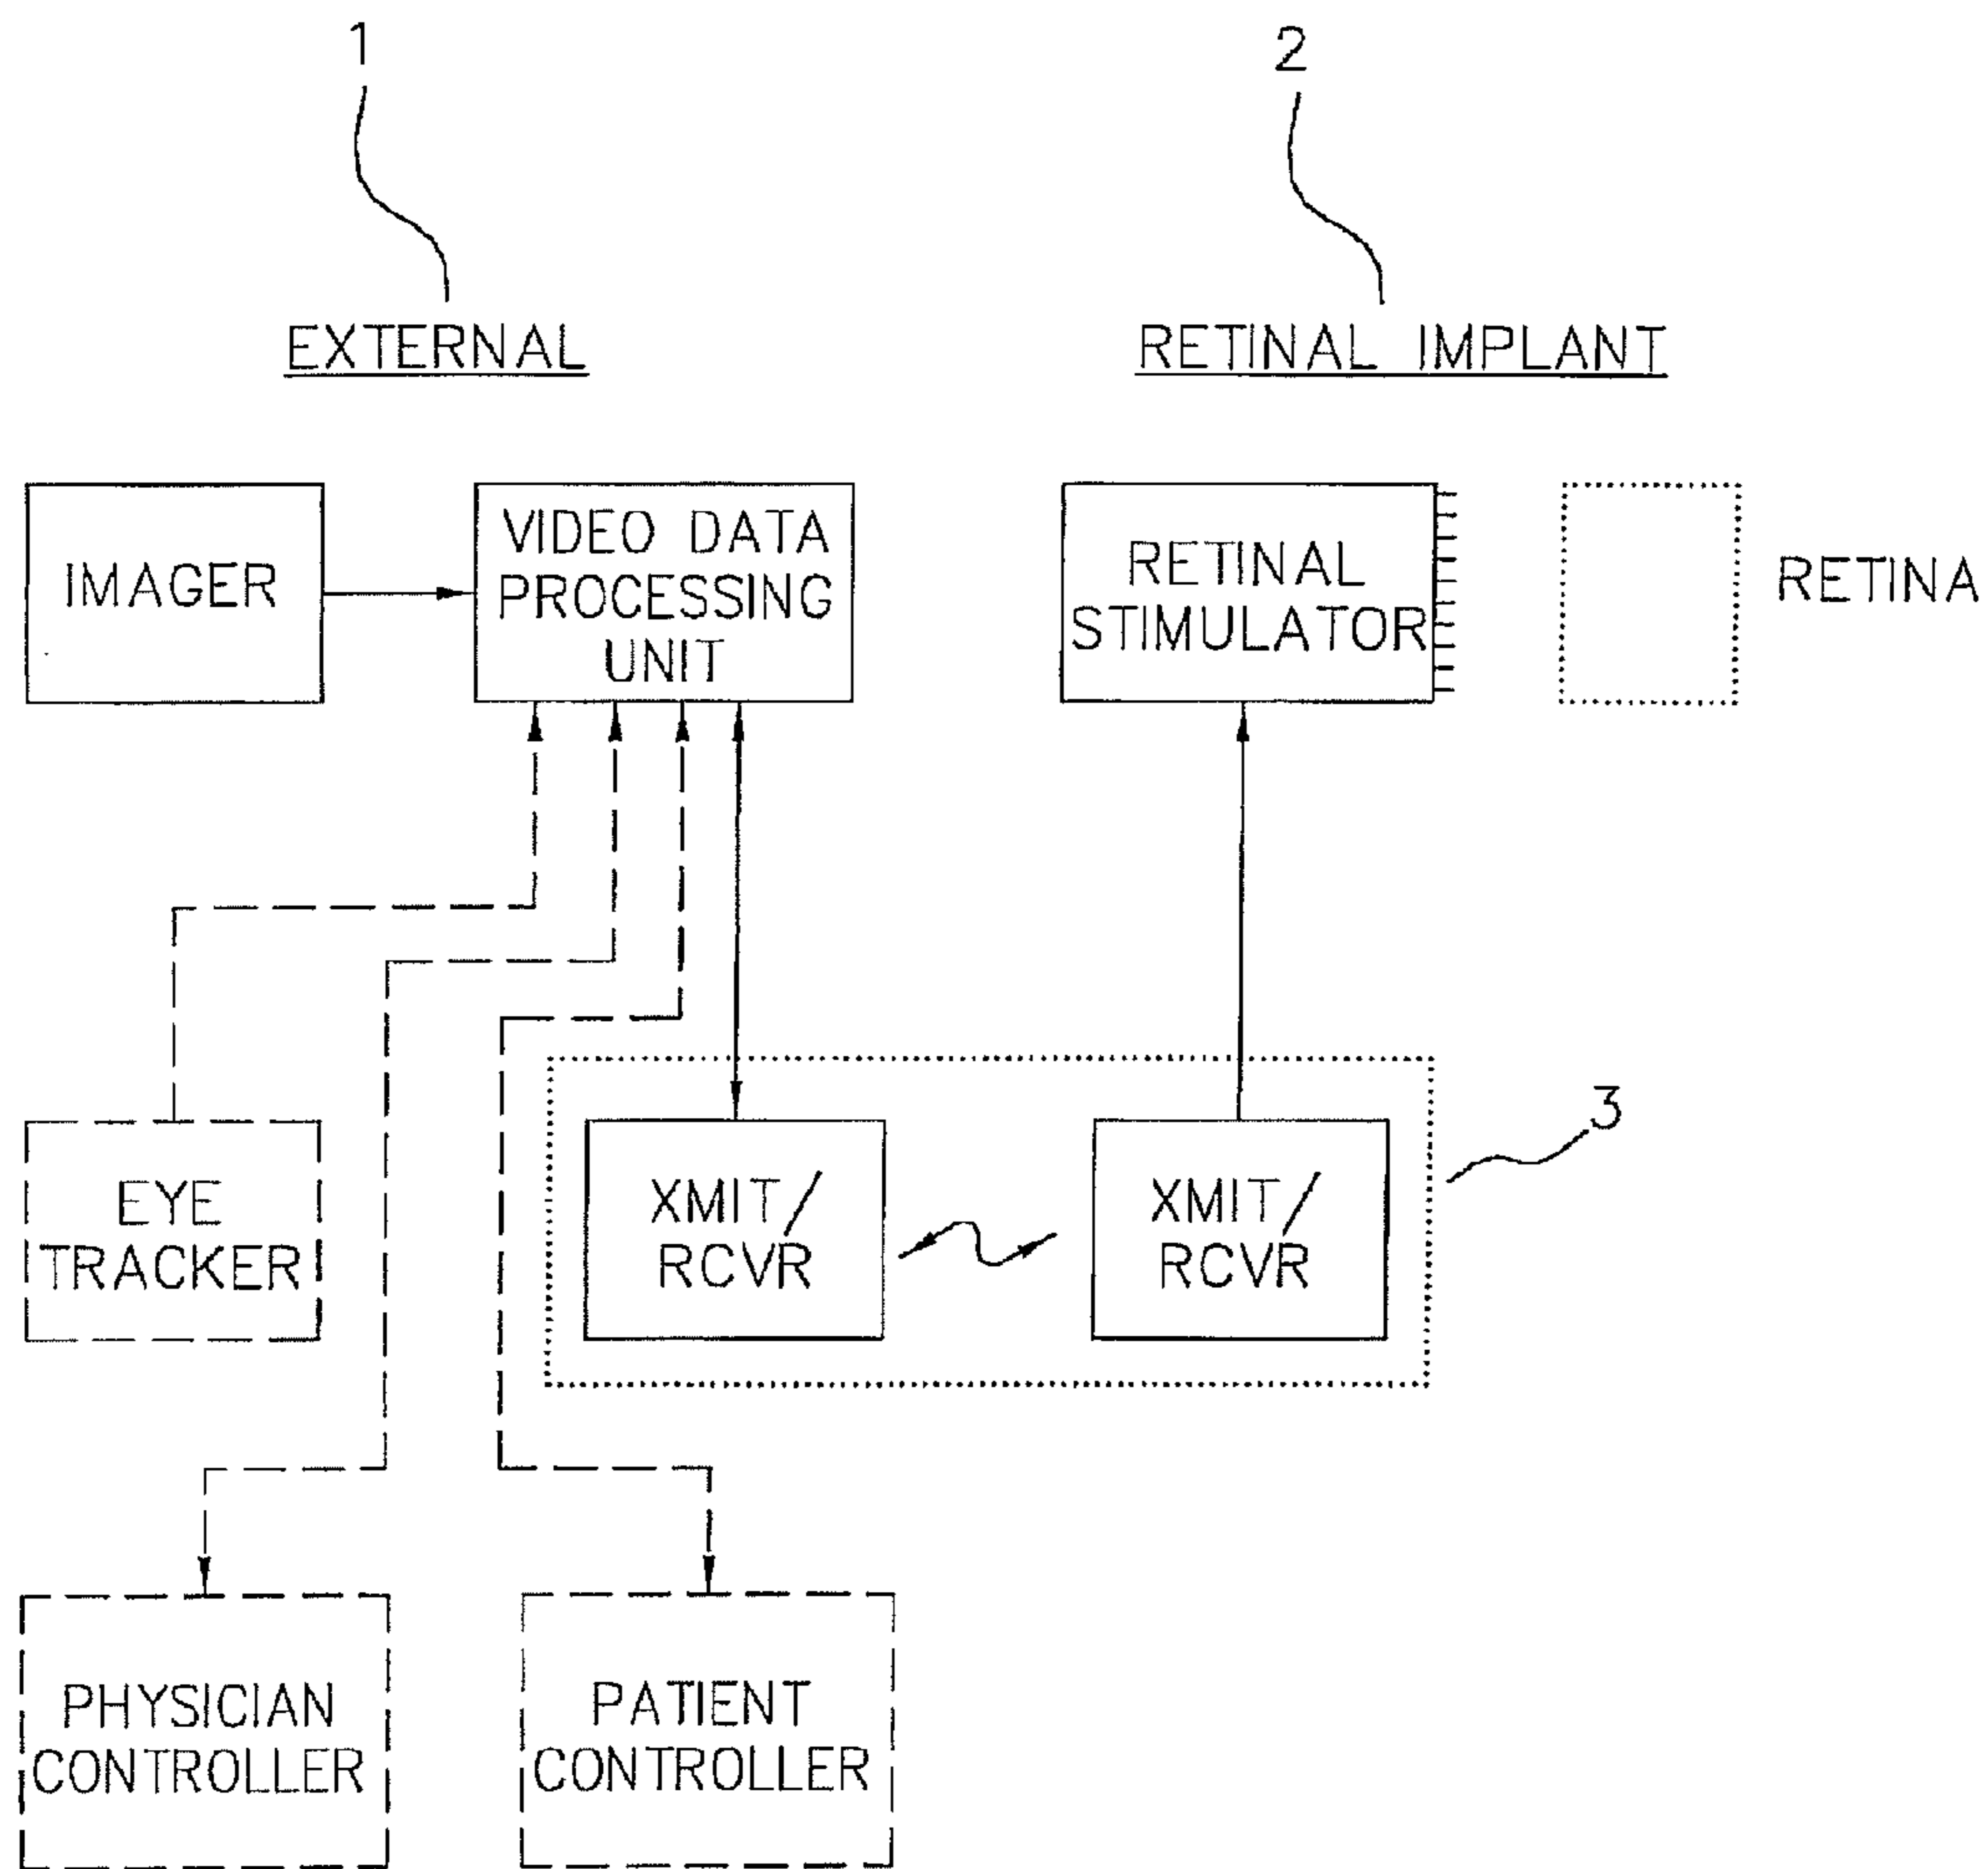 1
2
EXTERNAL
RETINAL IMPLANT
IMAGER
VIDEO DATA
PROCESSING
UNIT
RETINAL
STIMULATOR
RETINA
3
EYE
TRACKER
XMIT/
RCVR
XMIT/
RCVR
PHYSICIAN
CONTROLLER
PATIENT
CONTROLLER